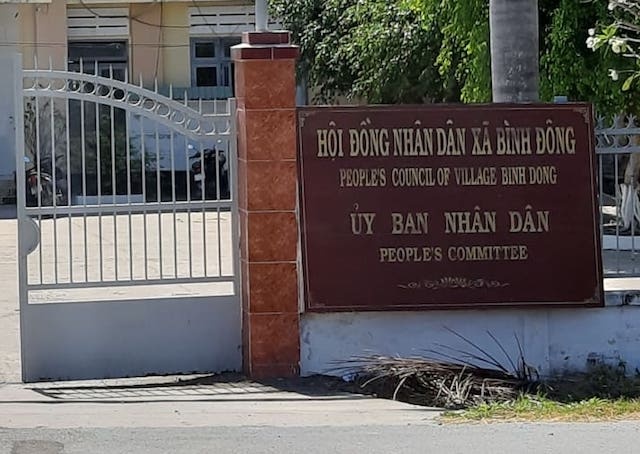 HỘI ĐỒNG NHÂN DÂN XÃ BÌNH ĐÔNG
PEOPLE'S COUNCIL OF VILLAGE BINH DONG
ỦY BAN NHÂN DÂN
PEOPLE'S COMMITTEE